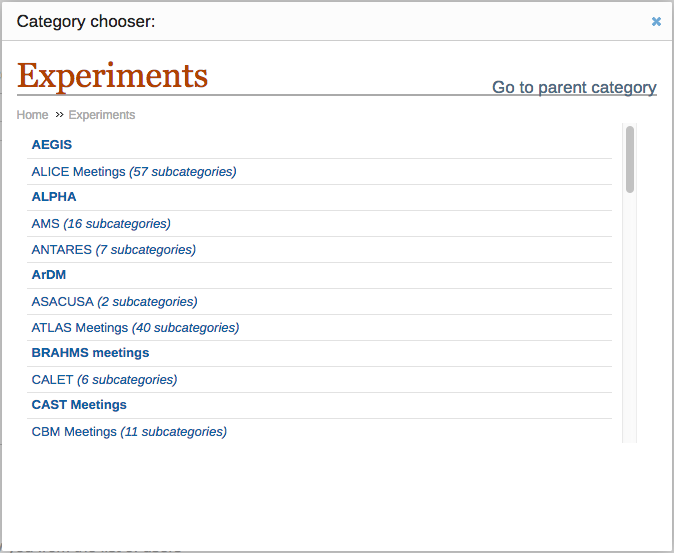 Category chooser:
Experiments
Go to parent category
Home » Experiments
AEGIS
ALICE Meetings (57 subcategories)
ALPHA
AMS (16 subcategories)
ANTARES (7 subcategories)
ArDM
ASACUSA (2 subcategories)
ATLAS Meetings (40 subcategories)
BRAHMS meetings
CALET (6 subcategories)
CAST Meetings
CBM Meetings (11 subcategories)